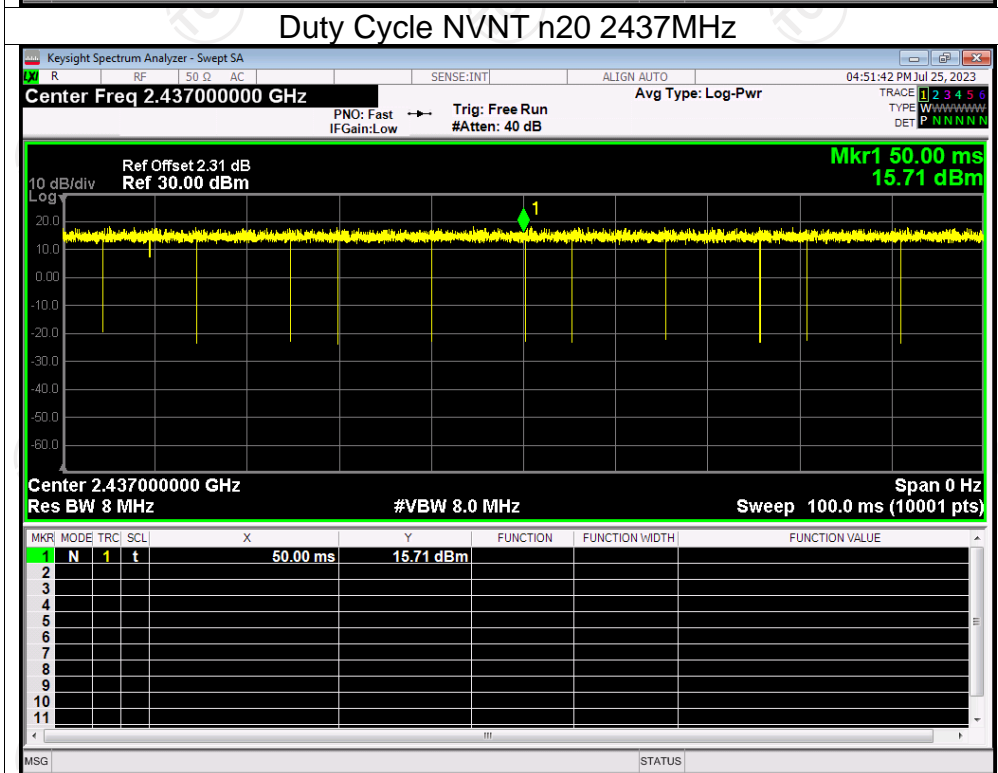 Duty Cycle NVNT n20 2437MHz
Keysight Spectrum Analyzer - Swept SA
LXI R RF 50 Ω AC SENSE:INT ALIGN AUTO 04:51:42 PM Jul 25, 2023
Center Freq 2.437000000 GHz Avg Type: Log-Pwr TRACE 1 2 3 4 5 6
PNO: Fast Trig: Free Run TYPE WWWWWWW
IFGain:Low #Atten: 40 dB DET P N N N N N
Mkr1 50.00 ms
Ref Offset 2.31 dB
10 dB/div Ref 30.00 dBm 15.71 dBm
Log
1
20.0
10.0
0.00
-10.0
-20.0
-30.0
-40.0
-50.0
-60.0
Center 2.437000000 GHz Span 0 Hz
Res BW 8 MHz #VBW 8.0 MHz Sweep 100.0 ms (10001 pts)
MKR MODE TRC SCL X Y FUNCTION FUNCTION WIDTH FUNCTION VALUE
1 N 1 t 50.00 ms 15.71 dBm
2
3
4
5
6
7
8
9
10
11
MSG STATUS